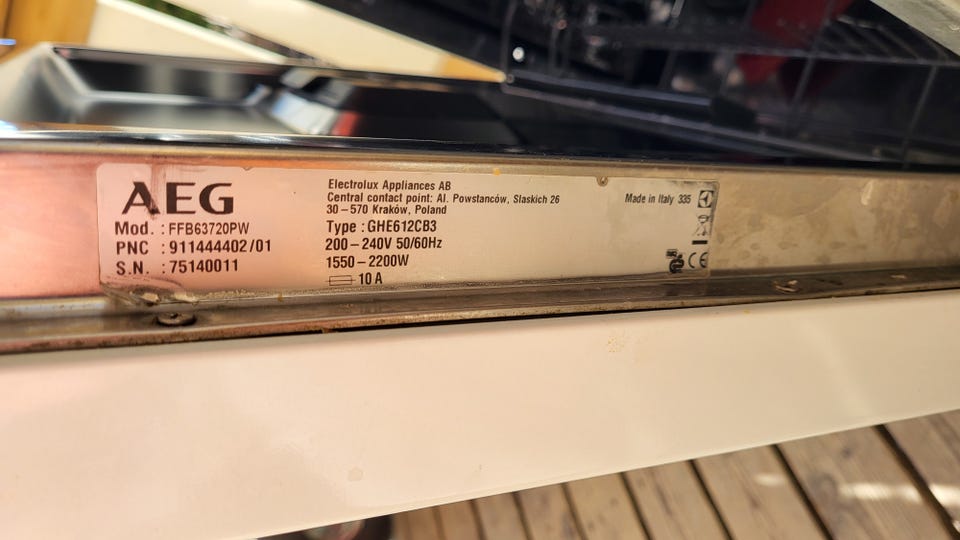 AEG
Mod. : FFB63720PW
PNC : 911444402/01
S.N. : 75140011
Electrolux Appliances AB
Central contact point: Al. Powstanców, Slaskich 26
30–570 Kraków, Poland
Type : GHE612CB3
200–240V 50/60Hz
1550–2200W
10 A
Made in Italy 335
CE